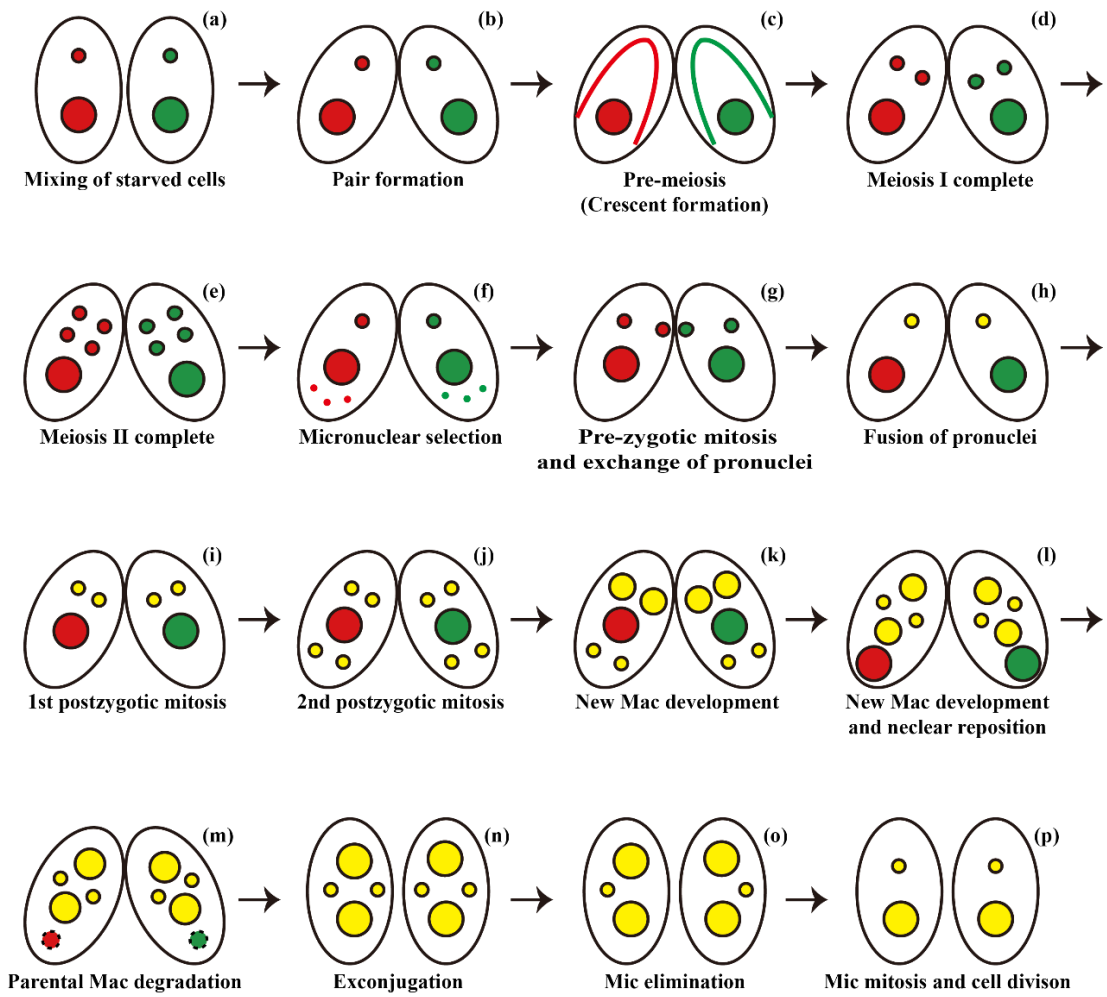 (a)
(b)
(c)
(d)
Mixing of starved cells
Pair formation
Pre-meiosis
(Crescent formation)
Meiosis I complete
(e)
(f)
(g)
(h)
Meiosis II complete
Micronuclear selection
Pre-zygotic mitosis
and exchange of pronuclei
Fusion of pronuclei
(i)
(j)
(k)
(l)
1st postzygotic mitosis
2nd postzygotic mitosis
New Mac development
New Mac development
and neclear reposition
(m)
(n)
(o)
(p)
Parental Mac degradation
Exconjugation
Mic elimination
Mic mitosis and cell divison